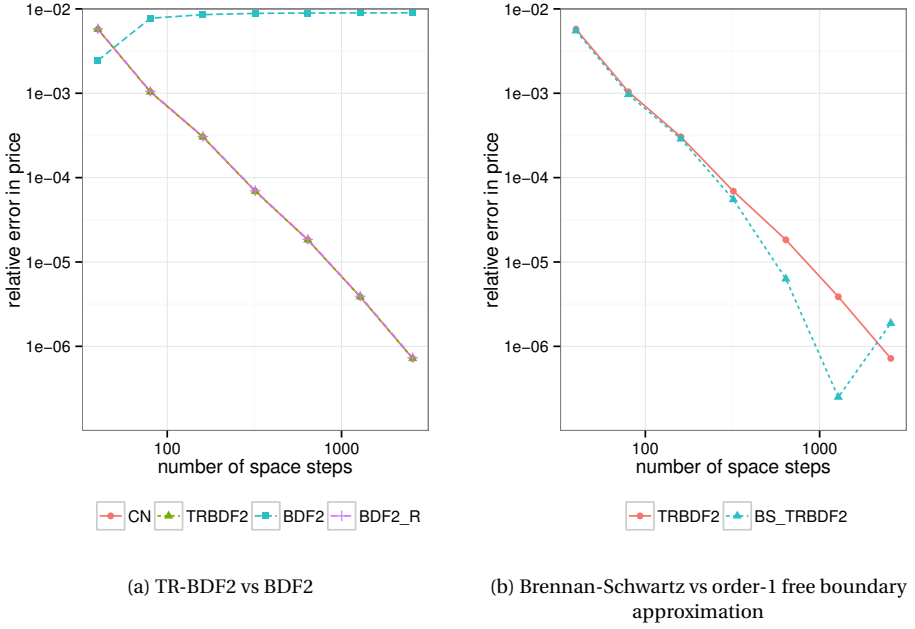 1e-02
1e-03
1e-04
1e-05
1e-06
relative error in price
100 1000
number of space steps
CN TRBDF2 BDF2 BDF2_R
(a) TR-BDF2 vs BDF2
1e-02
1e-03
1e-04
1e-05
1e-06
relative error in price
100 1000
number of space steps
TRBDF2 BS_TRBDF2
(b) Brennan-Schwartz vs order-1 free boundary
approximation